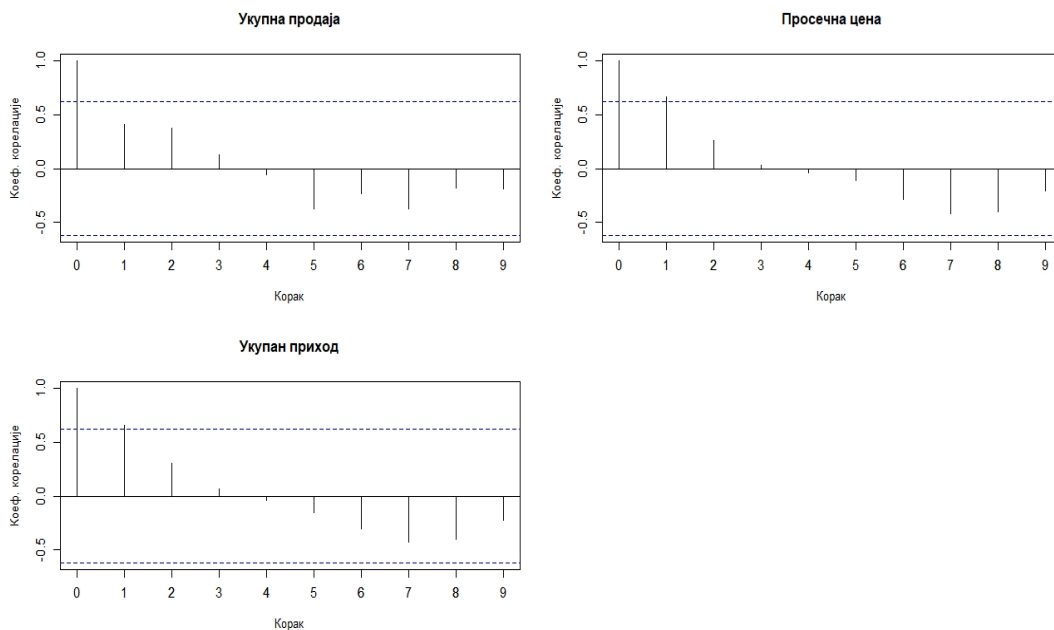 Укупна продаја
Коеф. корелације
1.0
0.5
0.0
-0.5
0 1 2 3 4 5 6 7 8 9
Корак
Просечна цена
Коеф. корелације
1.0
0.5
0.0
-0.5
0 1 2 3 4 5 6 7 8 9
Корак
Укупан приход
Коеф. корелације
1.0
0.5
0.0
-0.5
0 1 2 3 4 5 6 7 8 9
Корак